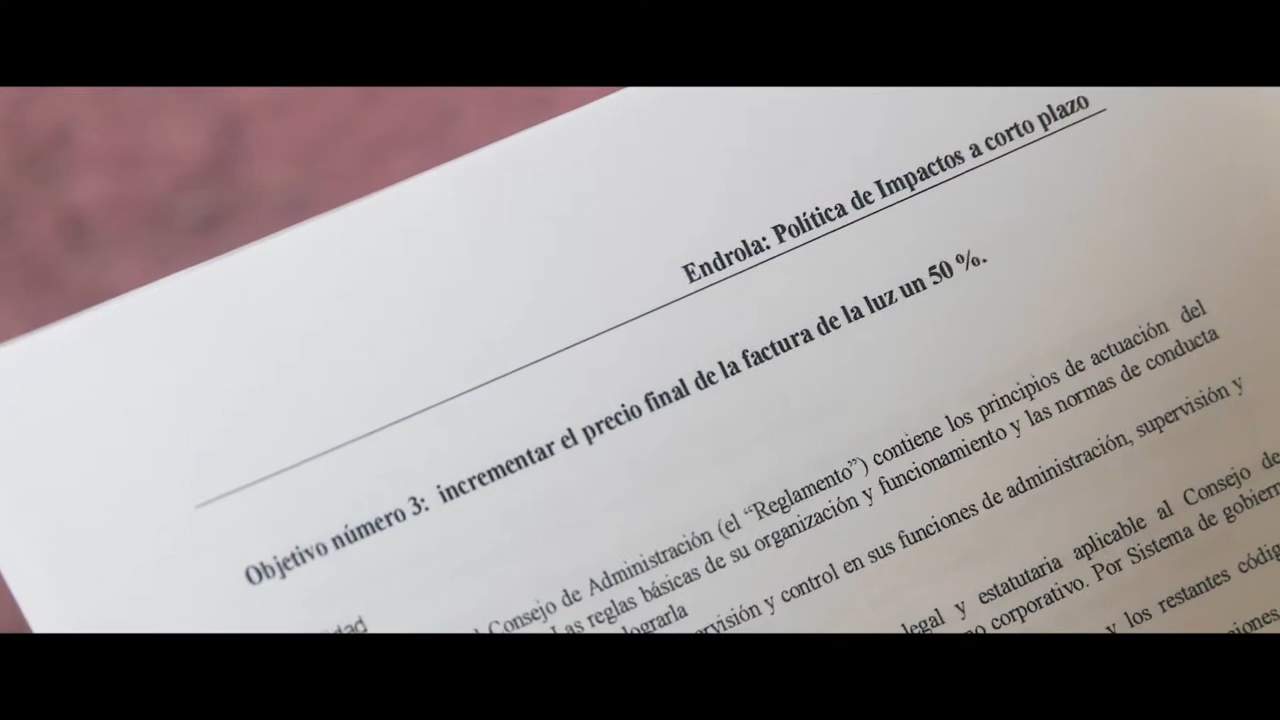 Endrola: Política de Impactos a corto plazo
Objetivo número 3: incrementar el precio final de la factura de la luz un 50 %.
Consejo de Administración (el “Reglamento”) contiene los principios de actuación del
Las reglas básicas de su organización y funcionamiento y las normas de conducta
lograrla
ervisión y control en sus funciones de administración, supervisión y
legal y estatutaria aplicable al Consejo de
corporativo. Por Sistema de gobiern
y los restantes códig